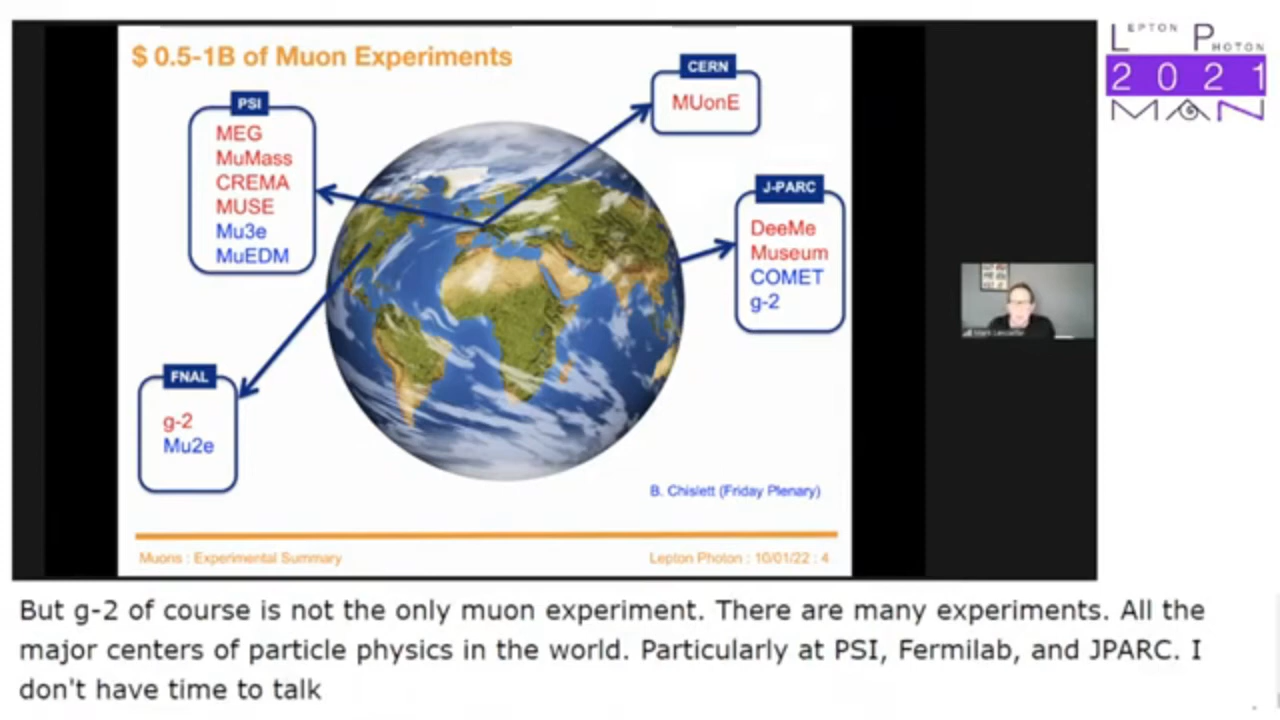 $ 0.5-1B of Muon Experiments
CERN
MUonE
PSI
MEG
MuMass
CREMA
MUSE
Mu3e
MuEDM
J-PARC
DeeMe
Museum
COMET
g-2
FNAL
g-2
Mu2e
B. Chislett (Friday Plenary)
Muons : Experimental Summary
Lepton Photon : 10/01/22 : 4
LEPTON PHOTON
2021
MAN
Mark Lancaster
But g-2 of course is not the only muon experiment. There are many experiments. All the
major centers of particle physics in the world. Particularly at PSI, Fermilab, and JPARC. I
don't have time to talk